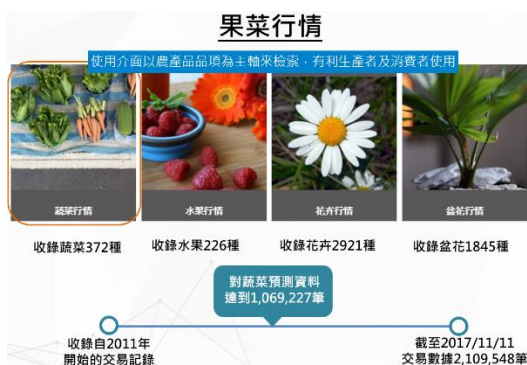 果菜行情
使用介面以農產品品項為主軸來檢索，有利生產者及消費者使用
蔬菜行情
水果行情
花卉行情
盆花行情
收錄蔬菜372種
收錄水果226種
收錄花卉2921種
收錄盆花1845種
對蔬菜預測資料
達到1,069,227筆
收錄自2011年
開始的交易記錄
截至2017/11/11
交易數據2,109,548筆